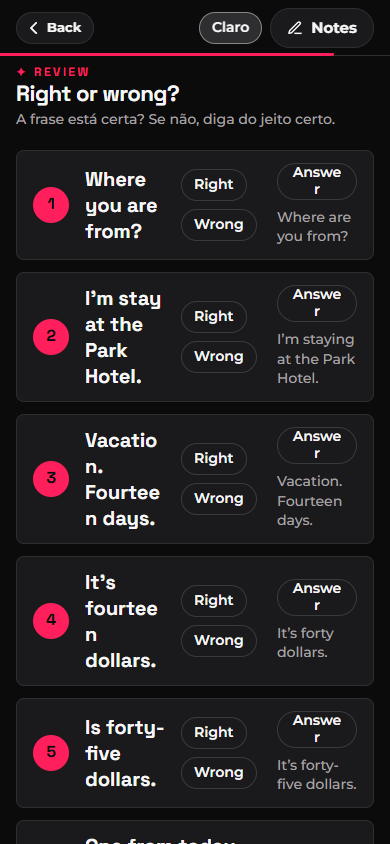 Back
Claro
Notes
✦ REVIEW
Right or wrong?
A frase está certa? Se não, diga do jeito certo.
1
Where
you are
from?
Right
Wrong
Answe
r
Where are
you from?
2
I'm stay
at the
Park
Hotel.
Right
Wrong
Answe
r
I'm staying
at the Park
Hotel.
3
Vacatio
n.
Fourtee
n days.
Right
Wrong
Answe
r
Vacation.
Fourteen
days.
4
It's
fourtee
n
dollars.
Right
Wrong
Answe
r
It's forty
dollars.
5
Is forty-
five
dollars.
Right
Wrong
Answe
r
It's forty-
five dollars.